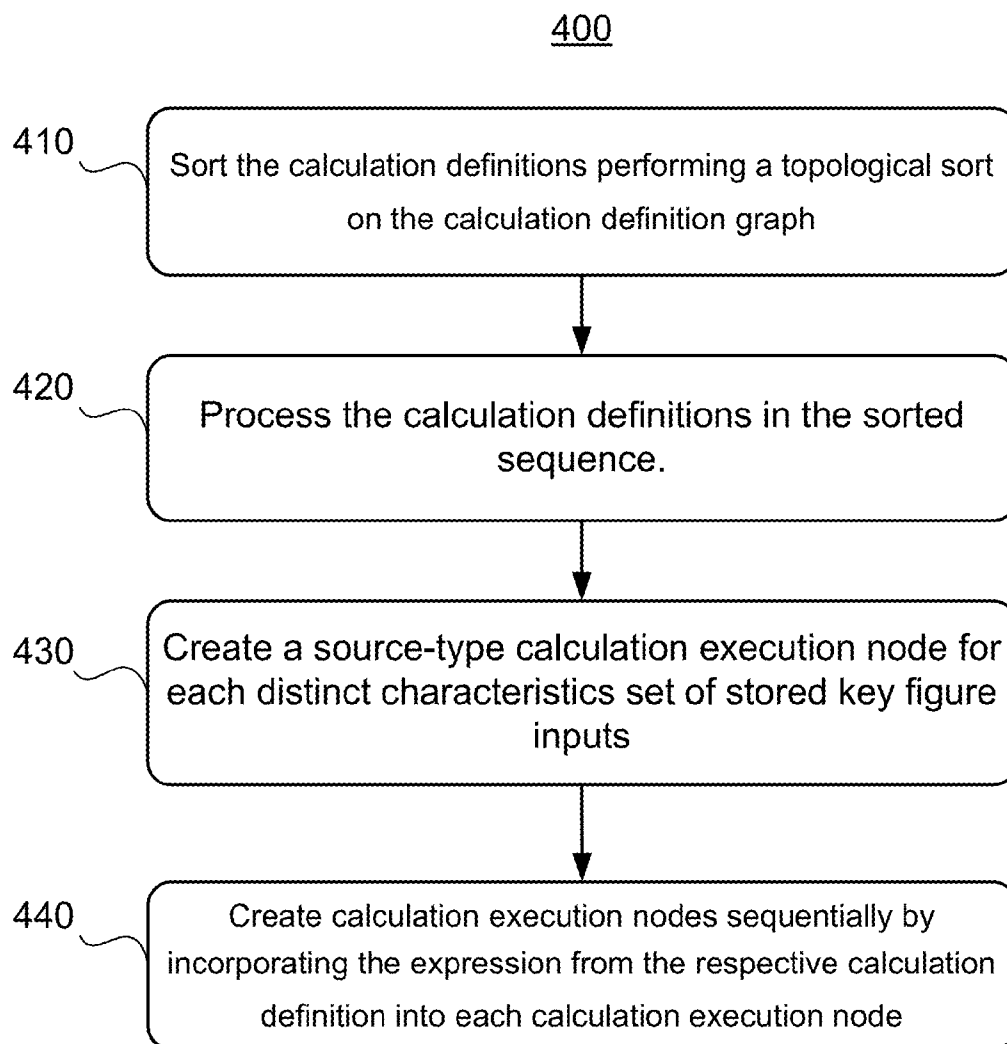 400
410
Sort the calculation definitions performing a topological sort
on the calculation definition graph
420
Process the calculation definitions in the sorted
sequence.
430
Create a source-type calculation execution node for
each distinct characteristics set of stored key figure
inputs
440
Create calculation execution nodes sequentially by
incorporating the expression from the respective calculation
definition into each calculation execution node